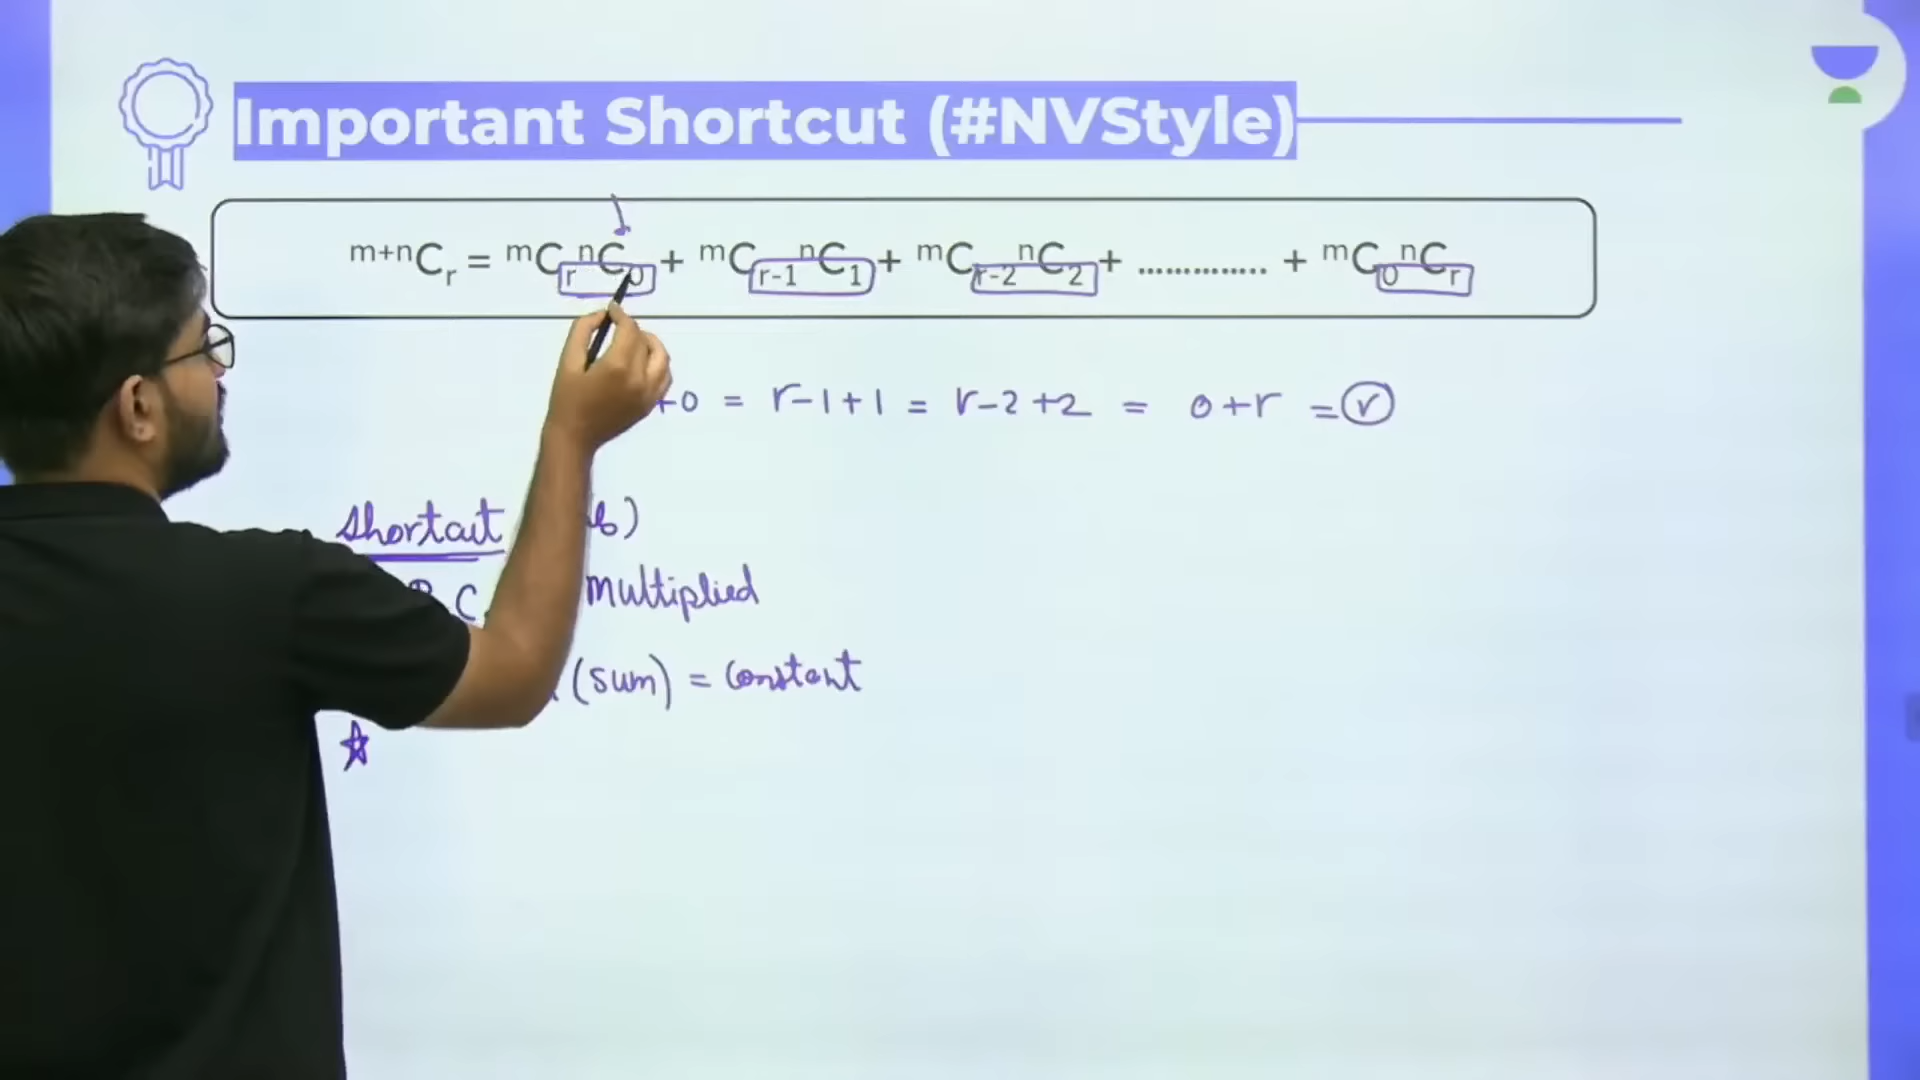 Important Shortcut (#NVStyle)
m+nCr = mCr nC0 + mCr-1 nC1 + mCr-2 nC2 + ............. + mC0 nCr
+0 = r-1+1 = r-2+2 = 0+r = r
Shortcut b)
C. multiplied
(sum) = Constant